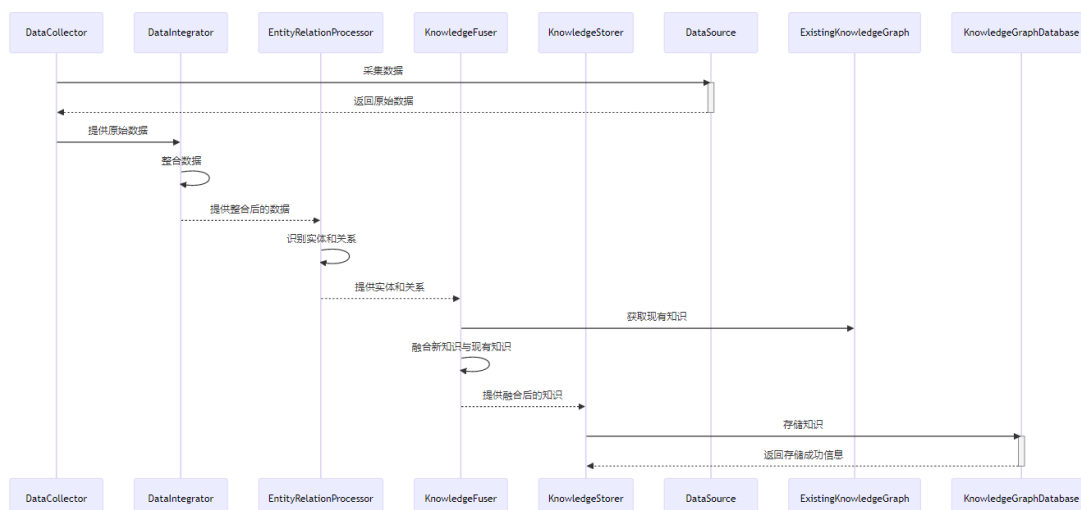 DataCollector
DataIntegrator
EntityRelationProcessor
KnowledgeFuser
KnowledgeStorer
DataSource
ExistingKnowledgeGraph
KnowledgeGraphDatabase
采集数据
返回原始数据
提供原始数据
整合数据
提供整合后的数据
识别实体和关系
提供实体和关系
获取现有知识
融合新知识与现有知识
提供融合后的知识
存储知识
返回存储成功信息
DataCollector
DataIntegrator
EntityRelationProcessor
KnowledgeFuser
KnowledgeStorer
DataSource
ExistingKnowledgeGraph
KnowledgeGraphDatabase